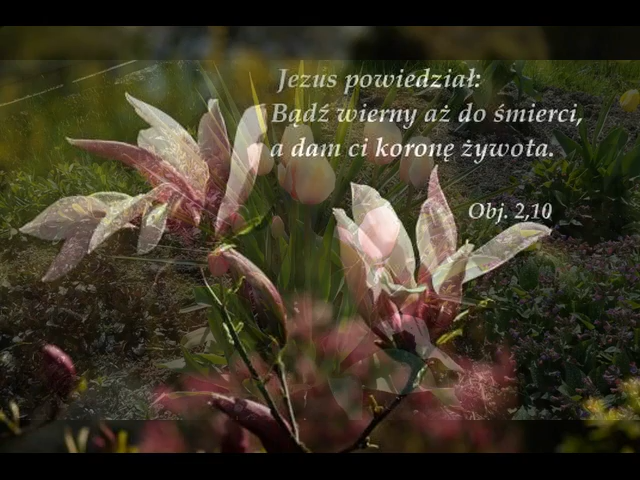 Jezus powiedział:
Bądź wierny aż do śmierci,
a dam ci koronę żywota.
Obj. 2,10